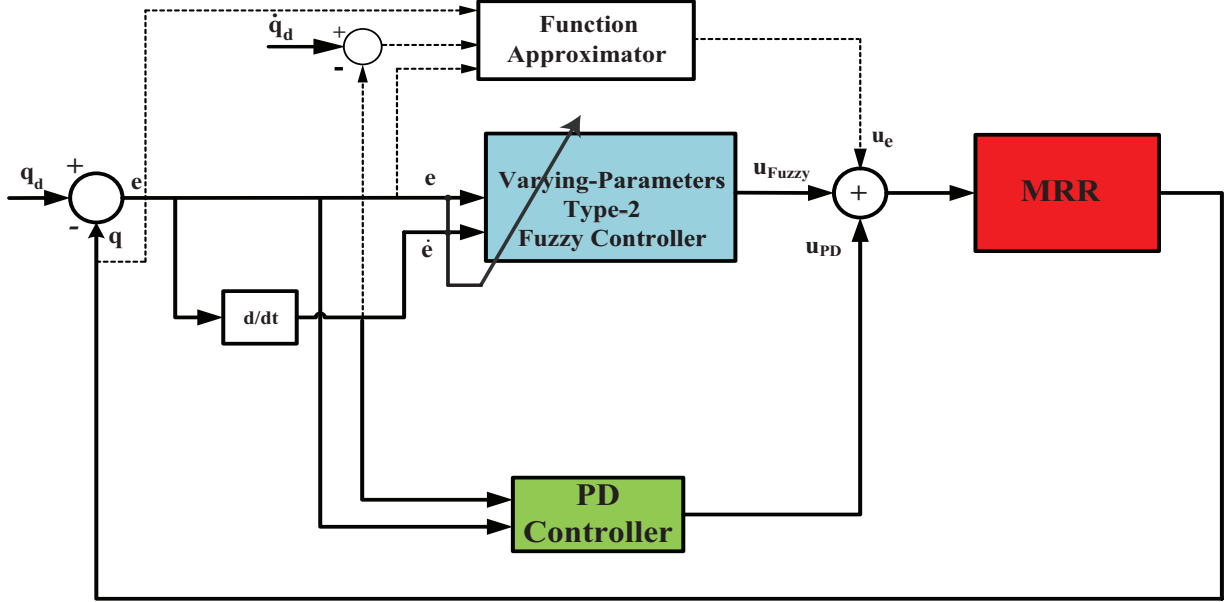 Function
Approximator
q̇d
+
-
ue
qd
+
-
e
q
e
ė
Varying-Parameters
Type-2
Fuzzy Controller
uFuzzy
+
uPD
MRR
d/dt
PD
Controller